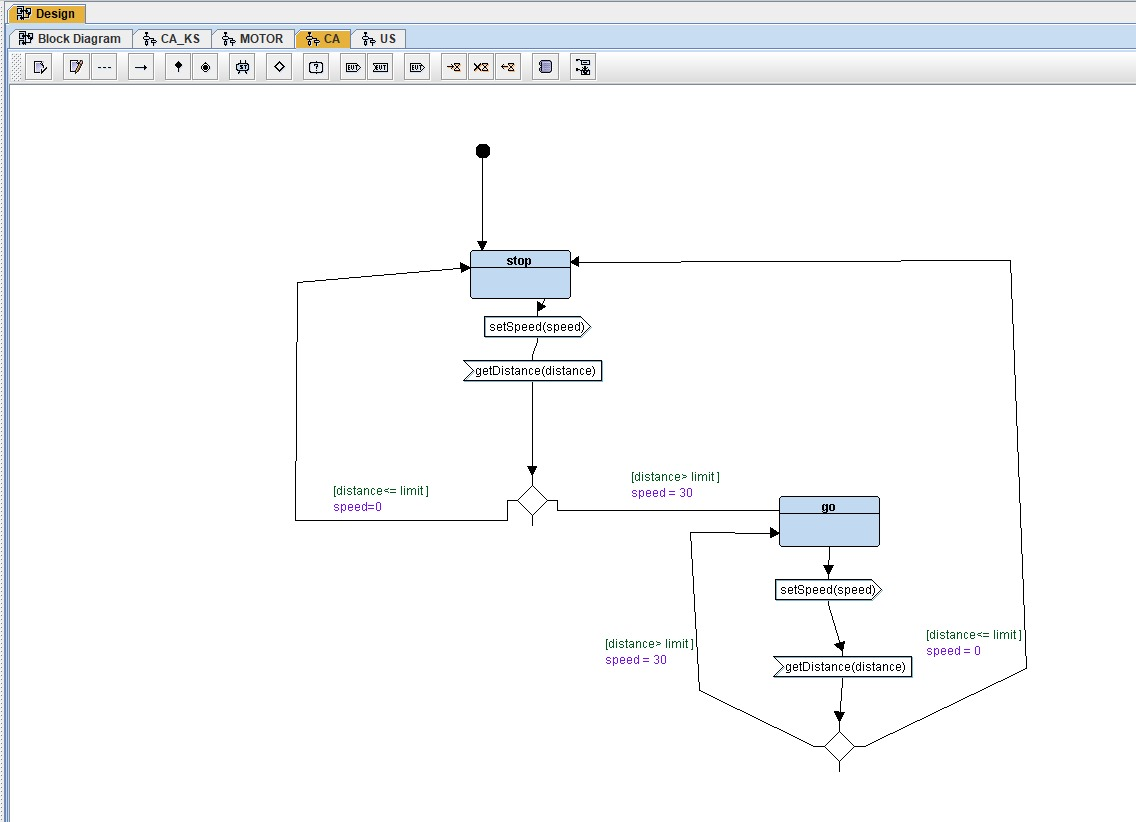 Design
Block Diagram
CA_KS
MOTOR
CA
US
stop
setSpeed(speed)
getDistance(distance)
[distance<= limit ]
speed=0
[distance> limit ]
speed = 30
go
setSpeed(speed)
[distance> limit ]
speed = 30
[distance<= limit ]
speed = 0
getDistance(distance)